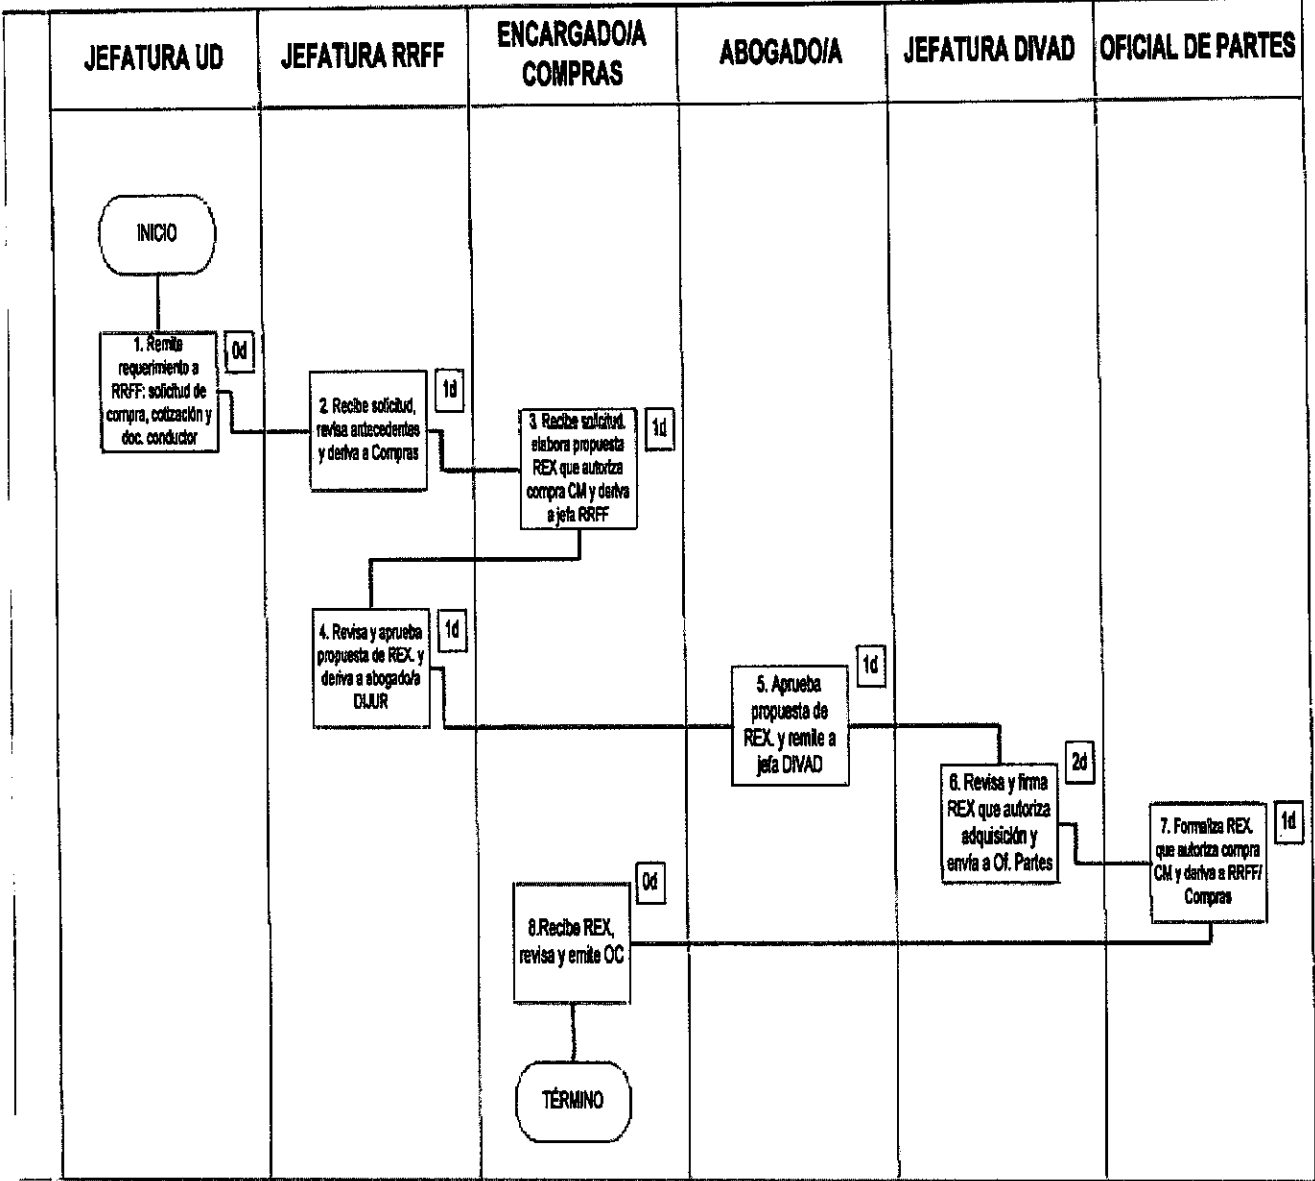 JEFATURA UD
JEFATURA RRFF
ENCARGADO/A
COMPRAS
ABOGADO/A
JEFATURA DIVAD
OFICIAL DE PARTES
INICIO
1. Remite
requerimiento a
RRFF: solicitud de
compra, cotización y
doc. conductor
0d
2. Recibe solicitud,
revisa antecedentes
y deriva a Compras
1d
3. Recibe solicitud,
elabora propuesta
REX que autoriza
compra CM y deriva
a jefa RRFF
1d
4. Revisa y aprueba
propuesta de REX. y
deriva a abogado/a
DIJUR
1d
5. Aprueba
propuesta de
REX. y remite a
jefa DIVAD
1d
6. Revisa y firma
REX que autoriza
adquisición y
envía a Of. Partes
2d
7. Formaliza REX.
que autoriza compra
CM y deriva a RRFF/
Compras
1d
8.Recibe REX,
revisa y emite OC
0d
TÉRMINO